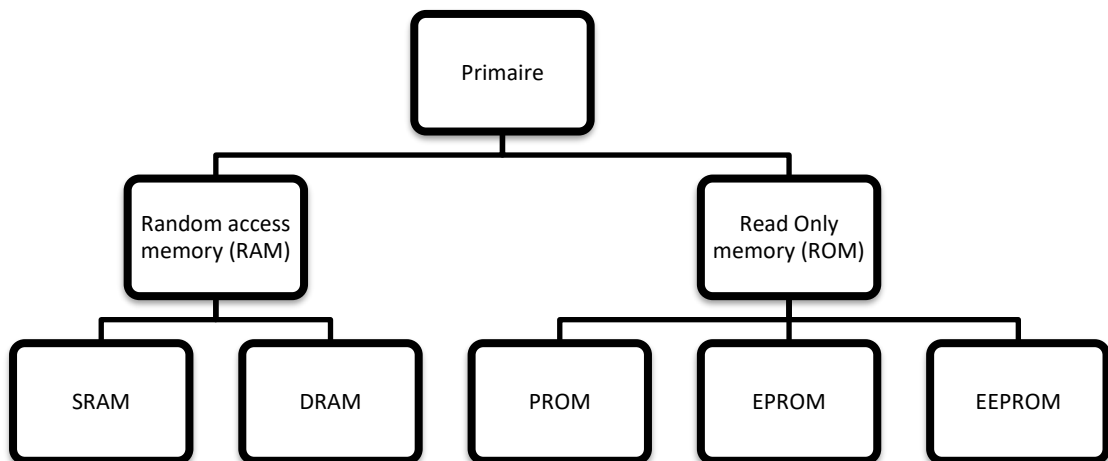 Primaire
Random access
memory (RAM)
Read Only
memory (ROM)
SRAM
DRAM
PROM
EPROM
EEPROM